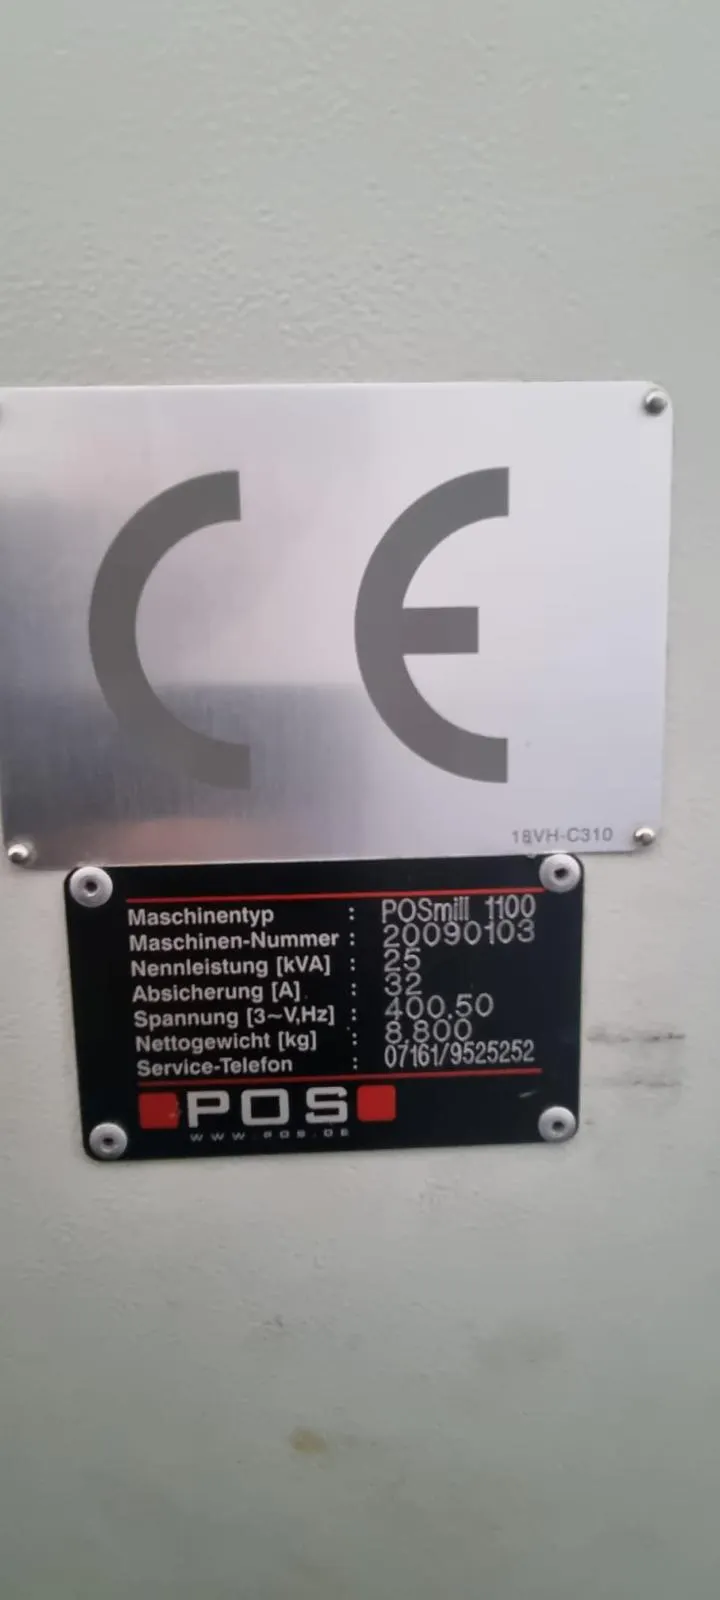 CE
18VH-C310
Maschinentyp : POSmill 1100
Maschinen-Nummer : 20090103
Nennleistung [kVA] : 25
Absicherung [A] : 32
Spannung [3~V,Hz] : 400.50
Nettogewicht [kg] : 8.800
Service-Telefon : 07161/9525252
POS
WWW.POS.DE